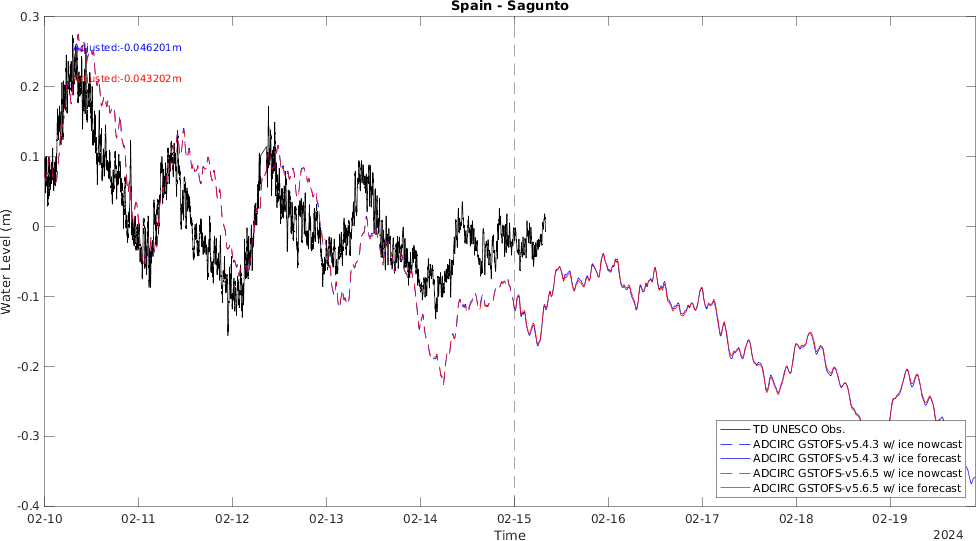 Spain - Sagunto
Adjusted:-0.046201m
Adjusted:-0.043202m
0.3
0.2
0.1
0
-0.1
-0.2
-0.3
-0.4
Water Level (m)
TD UNESCO Obs.
ADCIRC GSTOFS-v5.4.3 w/ ice nowcast
ADCIRC GSTOFS-v5.4.3 w/ ice forecast
ADCIRC GSTOFS-v5.6.5 w/ ice nowcast
ADCIRC GSTOFS-v5.6.5 w/ ice forecast
02-10 02-11 02-12 02-13 02-14 02-15 02-16 02-17 02-18 02-19
Time
2024